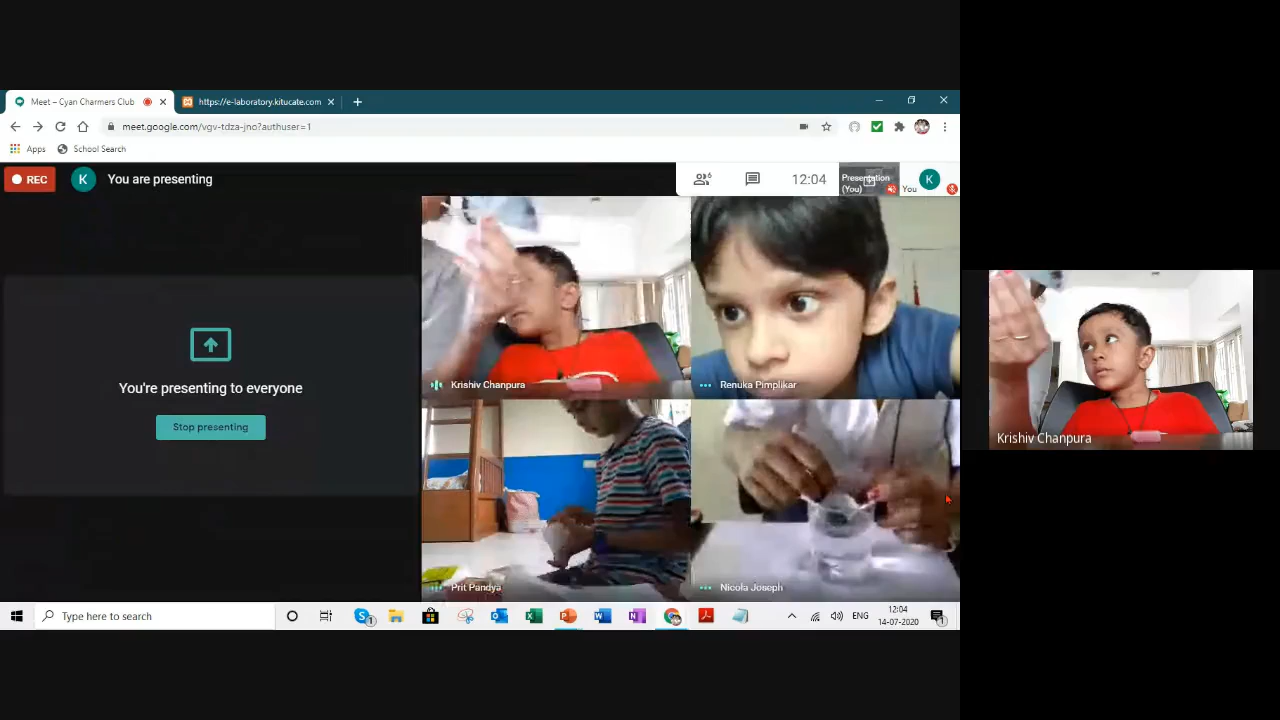 Meet – Cyan Charmers Club
https://e-laboratory.kitucate.com
meet.google.com/vgv-tdza-jno?authuser=1
Apps
School Search
REC
K
You are presenting
6
12:04
Presentation
(You)
You
K
You're presenting to everyone
Stop presenting
Krishiv Chanpura
Renuka Pimplikar
Prit Pandya
Nicola Joseph
Krishiv Chanpura
Type here to search
ENG
12:04
14-07-2020